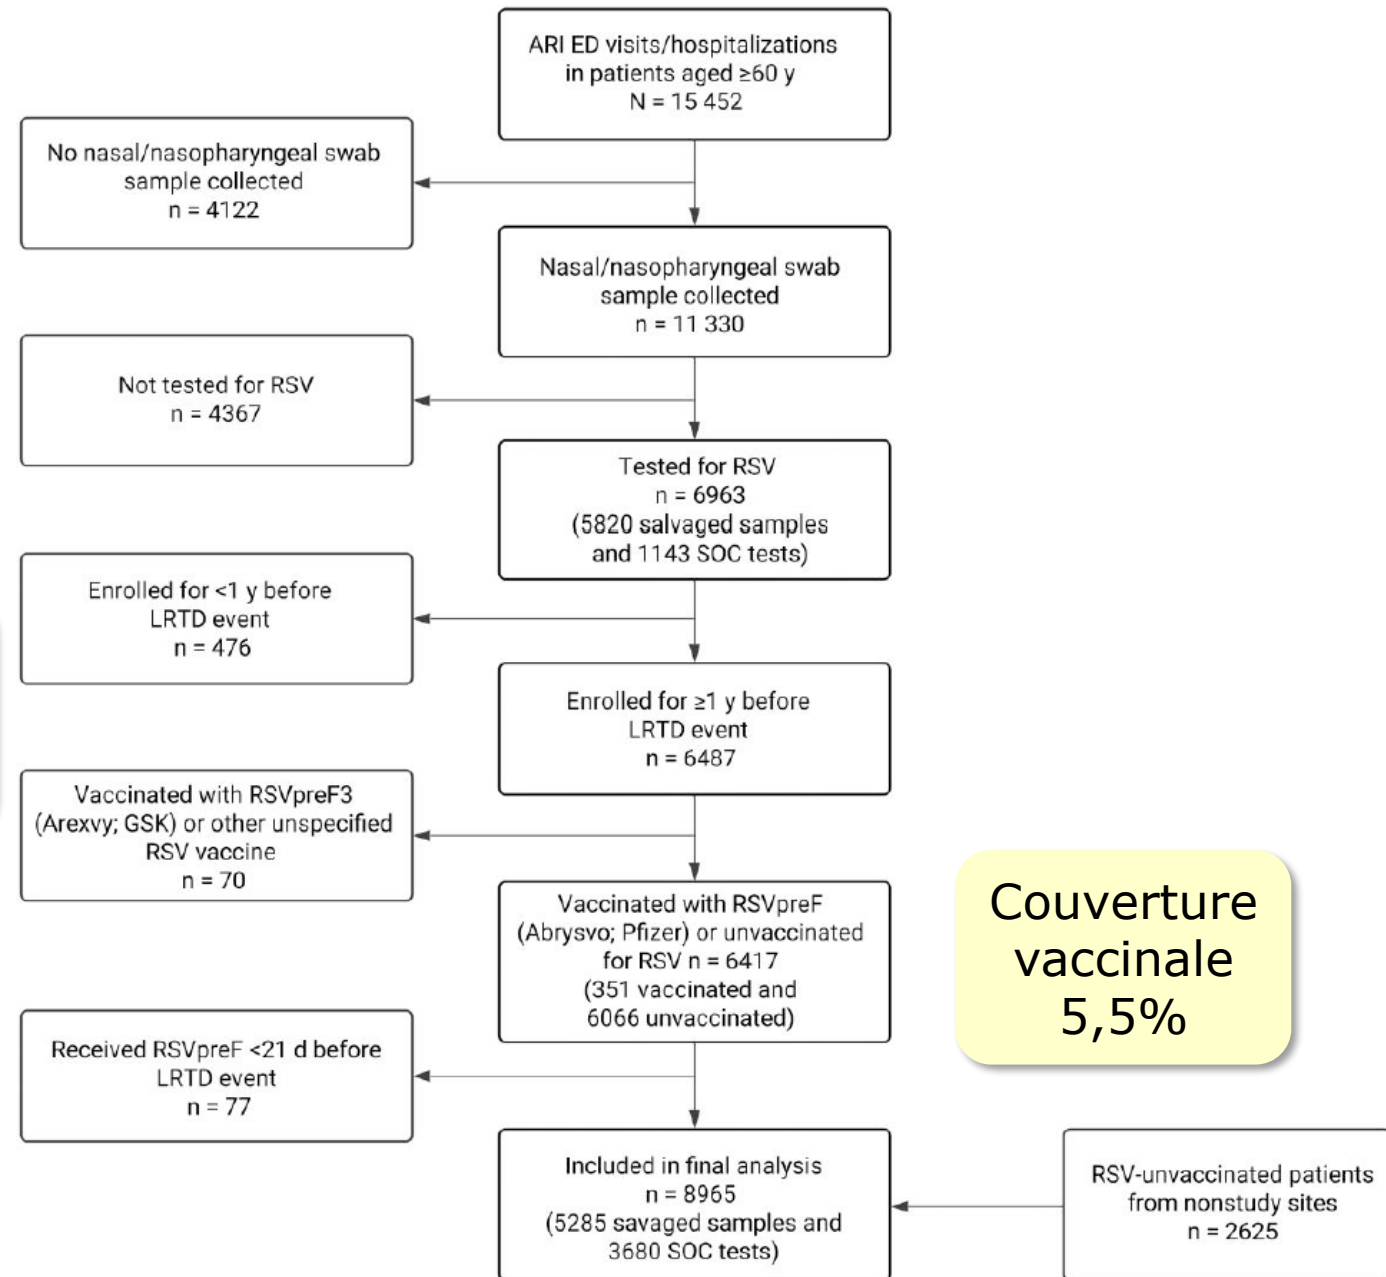 ARI ED visits/hospitalizations
in patients aged ≥60 y
N = 15 452
No nasal/nasopharyngeal swab
sample collected
n = 4122
Nasal/nasopharyngeal swab
sample collected
n = 11 330
Not tested for RSV
n = 4367
Tested for RSV
n = 6963
(5820 salvaged samples
and 1143 SOC tests)
Enrolled for <1 y before
LRTD event
n = 476
Enrolled for ≥1 y before
LRTD event
n = 6487
Vaccinated with RSVpreF3
(Arexvy; GSK) or other unspecified
RSV vaccine
n = 70
Vaccinated with RSVpreF
(Abrysvo; Pfizer) or unvaccinated
for RSV n = 6417
(351 vaccinated and
6066 unvaccinated)
Couverture
vaccinale
5,5%
Received RSVpreF <21 d before
LRTD event
n = 77
Included in final analysis
n = 8965
(5285 savaged samples and
3680 SOC tests)
RSV-unvaccinated patients
from nonstudy sites
n = 2625